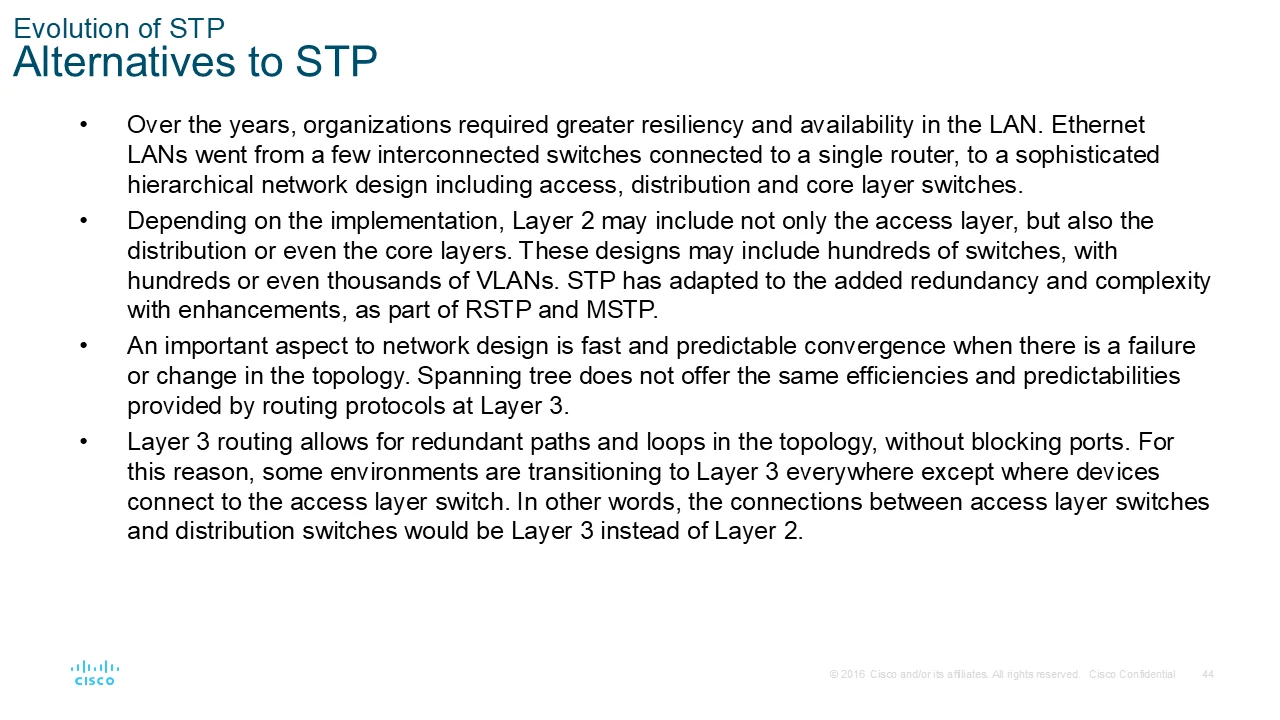 Evolution of STP
Alternatives to STP
• Over the years, organizations required greater resiliency and availability in the LAN. Ethernet
LANs went from a few interconnected switches connected to a single router, to a sophisticated
hierarchical network design including access, distribution and core layer switches.
• Depending on the implementation, Layer 2 may include not only the access layer, but also the
distribution or even the core layers. These designs may include hundreds of switches, with
hundreds or even thousands of VLANs. STP has adapted to the added redundancy and complexity
with enhancements, as part of RSTP and MSTP.
• An important aspect to network design is fast and predictable convergence when there is a failure
or change in the topology. Spanning tree does not offer the same efficiencies and predictabilities
provided by routing protocols at Layer 3.
• Layer 3 routing allows for redundant paths and loops in the topology, without blocking ports. For
this reason, some environments are transitioning to Layer 3 everywhere except where devices
connect to the access layer switch. In other words, the connections between access layer switches
and distribution switches would be Layer 3 instead of Layer 2.
CISCO
© 2016 Cisco and/or its affiliates. All rights reserved. Cisco Confidential 44